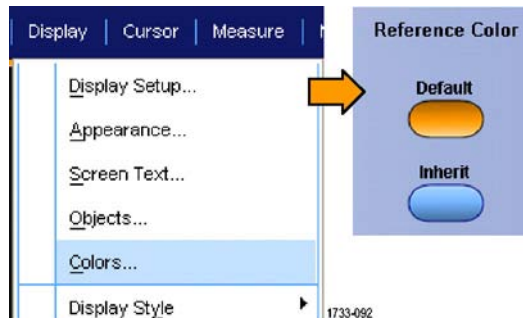 Display Cursor Measure
Display Setup...
Appearance...
Screen Text...
Objects...
Colors...
Display Style
Reference Color
Default
Inherit
1733-092